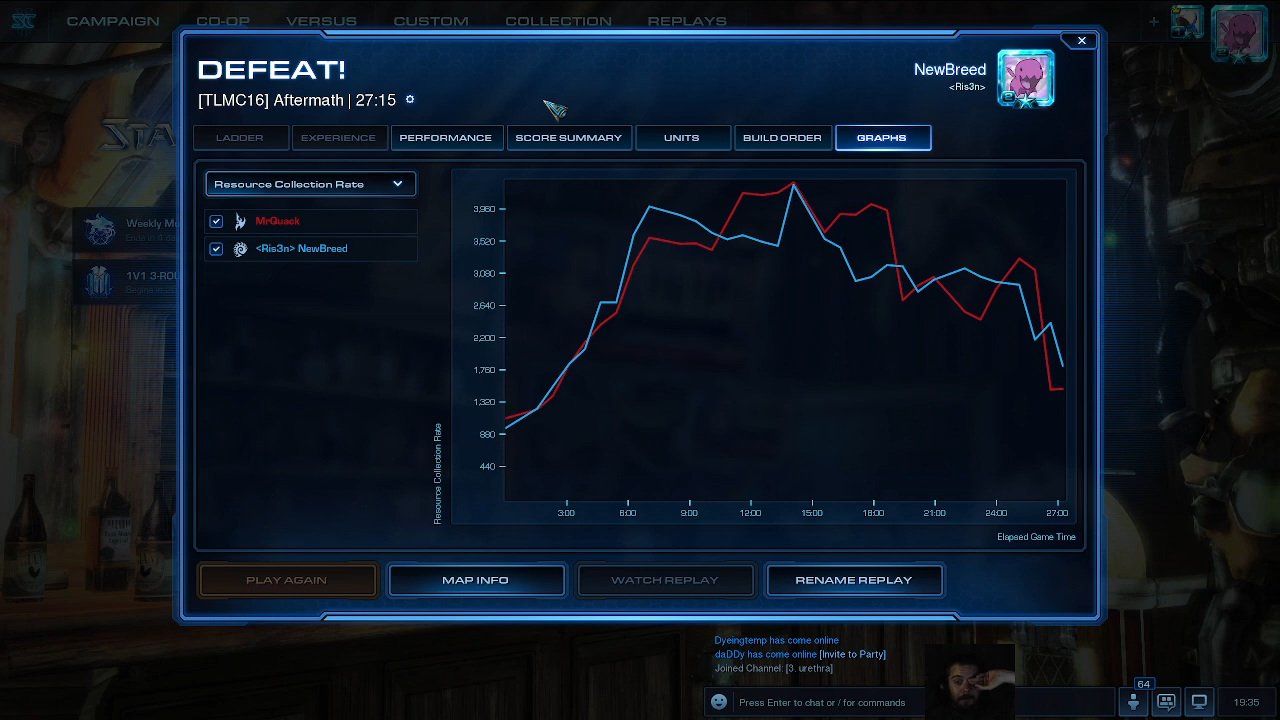 CAMPAIGN CO-OP VERSUS CUSTOM COLLECTION REPLAYS
DEFEAT!
[TLMC16] Aftermath | 27:15
NewBreed
<Ris3n>
LADDER EXPERIENCE PERFORMANCE SCORE SUMMARY UNITS BUILD ORDER GRAPHS
Resource Collection Rate
MrQuack
<Ris3n> NewBreed
Weekly Mu
1V1 3-ROU
3,960
3,520
3,080
2,640
2,200
1,760
1,320
880
440
Resource Collection Rate
3:00 6:00 9:00 12:00 15:00 18:00 21:00 24:00 27:00
Elapsed Game Time
PLAY AGAIN MAP INFO WATCH REPLAY RENAME REPLAY
Dyeingtemp has come online
daDDy has come online [Invite to Party]
Joined Channel: [3. urethra]
Press Enter to chat or / for commands
64
19:35